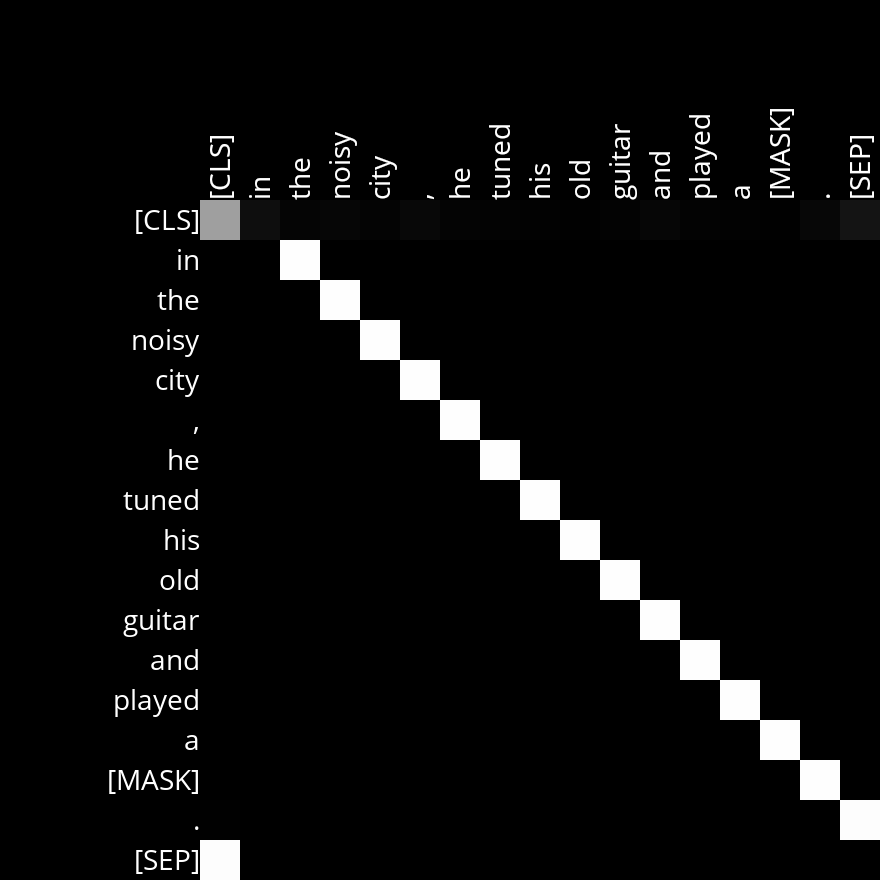 [CLS] in the noisy city , he tuned his old guitar and played a [MASK] . [SEP]
[CLS]
in
the
noisy
city
,
he
tuned
his
old
guitar
and
played
a
[MASK]
.
[SEP]